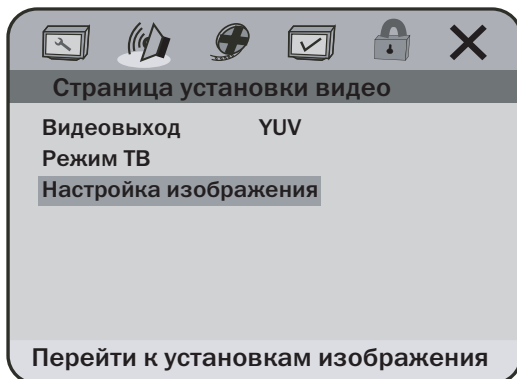 Страница установки видео
Видеовыход YUV
Режим ТВ
Настройка изображения
Перейти к установкам изображения